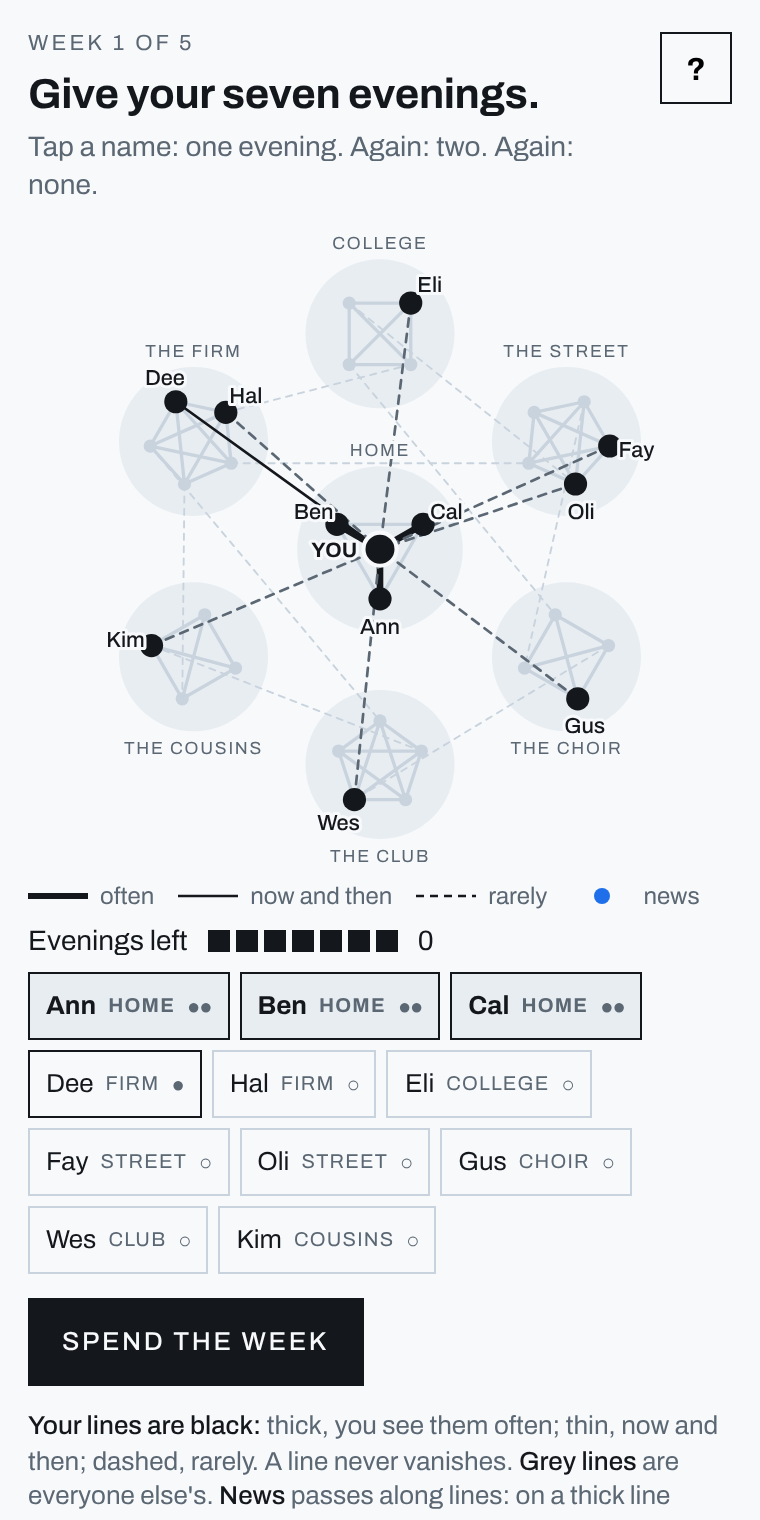 WEEK 1 OF 5
?
Give your seven evenings.
Tap a name: one evening. Again: two. Again:
none.
COLLEGE
Eli
THE FIRM
THE STREET
Dee
Hal
HOME
Fay
Ben
Cal
Oli
YOU
Ann
Kim
Gus
THE COUSINS
THE CHOIR
Wes
THE CLUB
often
now and then
rarely
news
Evenings left 0
Ann HOME
Ben HOME
Cal HOME
Dee FIRM
Hal FIRM
Eli COLLEGE
Fay STREET
Oli STREET
Gus CHOIR
Wes CLUB
Kim COUSINS
SPEND THE WEEK
Your lines are black: thick, you see them often; thin, now and
then; dashed, rarely. A line never vanishes. Grey lines are
everyone else's. News passes along lines: on a thick line